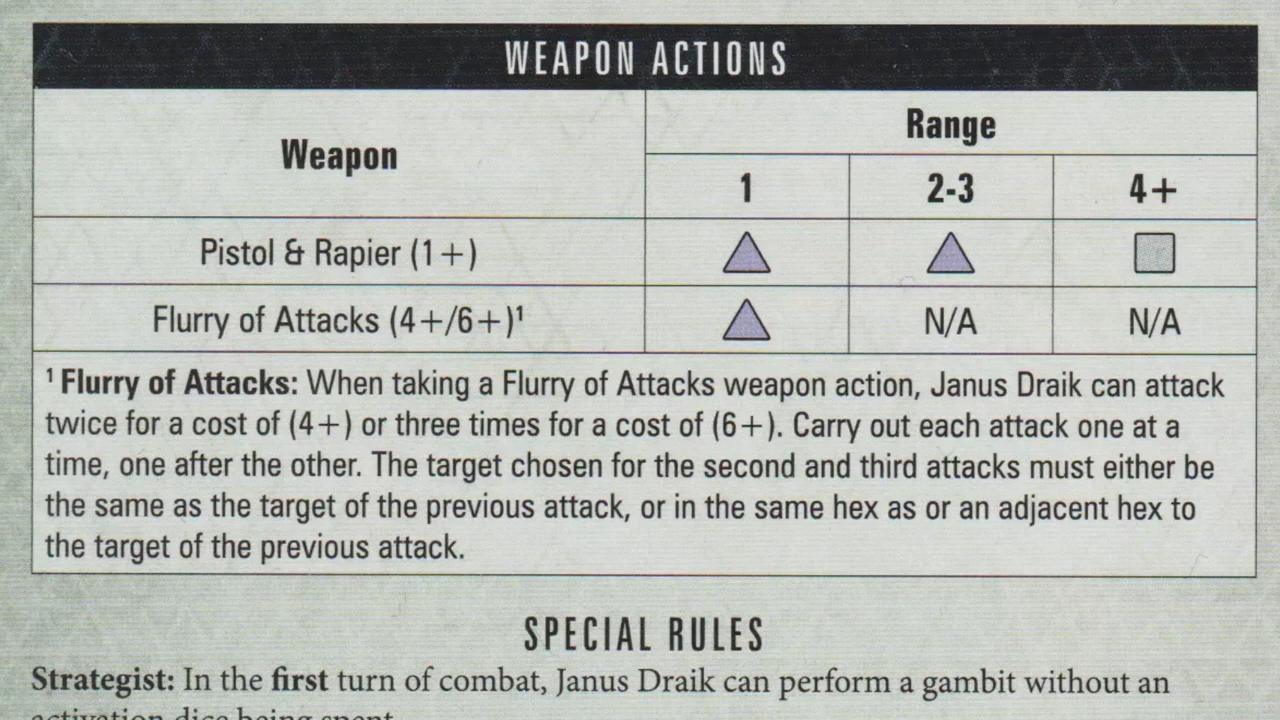 WEAPON ACTIONS
Weapon
Range
1
2-3
4+
Pistol & Rapier (1+)
Flurry of Attacks (4+/6+)¹
N/A
N/A
¹ Flurry of Attacks: When taking a Flurry of Attacks weapon action, Janus Draik can attack
twice for a cost of (4+) or three times for a cost of (6+). Carry out each attack one at a
time, one after the other. The target chosen for the second and third attacks must either be
the same as the target of the previous attack, or in the same hex as or an adjacent hex to
the target of the previous attack.
SPECIAL RULES
Strategist: In the first turn of combat, Janus Draik can perform a gambit without an
activation dice being spent.